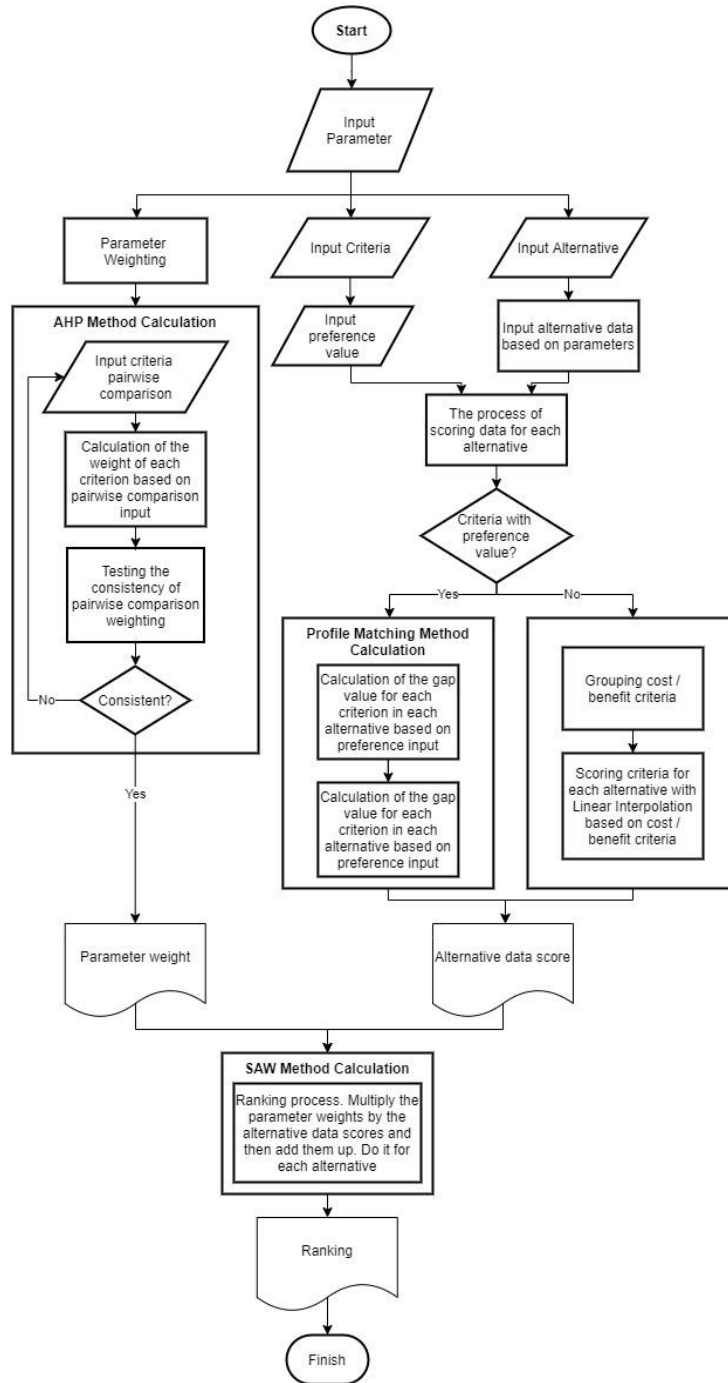 Start
Input
Parameter
Parameter
Weighting
Input Criteria
Input Alternative
AHP Method Calculation
Input criteria
pairwise
comparison
Calculation of the
weight of each
criterion based on
pairwise comparison
input
Testing the
consistency of
pairwise comparison
weighting
Consistent?
No
Yes
Input
preference
value
Input alternative data
based on parameters
The process of
scoring data for each
alternative
Criteria with
preference
value?
Yes
No
Profile Matching Method
Calculation
Calculation of the gap
value for each
criterion in each
alternative based on
preference input
Calculation of the gap
value for each
criterion in each
alternative based on
preference input
Grouping cost /
benefit criteria
Scoring criteria for
each alternative with
Linear Interpolation
based on cost /
benefit criteria
Parameter weight
Alternative data score
SAW Method Calculation
Ranking process. Multiply the
parameter weights by the
alternative data scores and
then add them up. Do it for
each alternative
Ranking
Finish